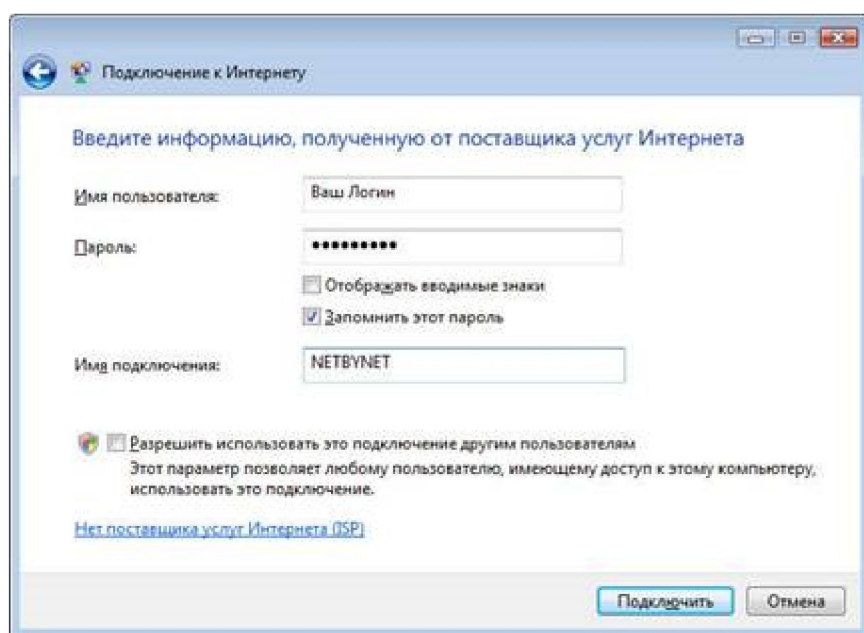 Подключение к Интернету
Введите информацию, полученную от поставщика услуг Интернета
Имя пользователя: Ваш Логин
Пароль: •••••••••
Отображать вводимые знаки
Запомнить этот пароль
Имя подключения: NETBYNET
Разрешить использовать это подключение другим пользователям
Этот параметр позволяет любому пользователю, имеющему доступ к этому компьютеру,
использовать это подключение.
Нет поставщика услуг Интернета (ISP)
Подключить Отмена